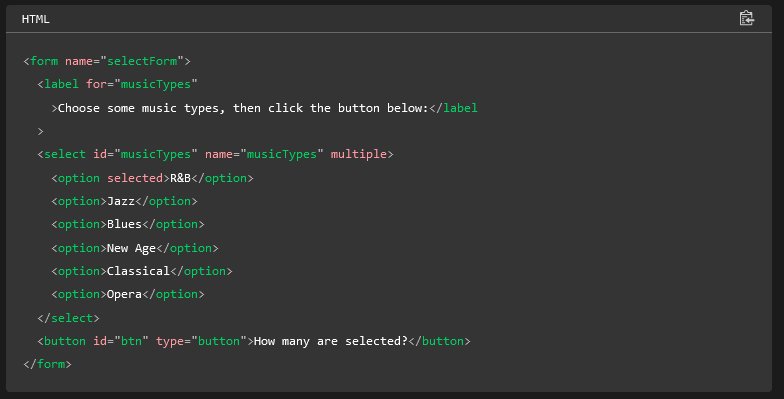 HTML
<form name="selectForm">
  <label for="musicTypes"
    >Choose some music types, then click the button below:</label
  >
  <select id="musicTypes" name="musicTypes" multiple>
    <option selected>R&B</option>
    <option>Jazz</option>
    <option>Blues</option>
    <option>New Age</option>
    <option>Classical</option>
    <option>Opera</option>
  </select>
  <button id="btn" type="button">How many are selected?</button>
</form>